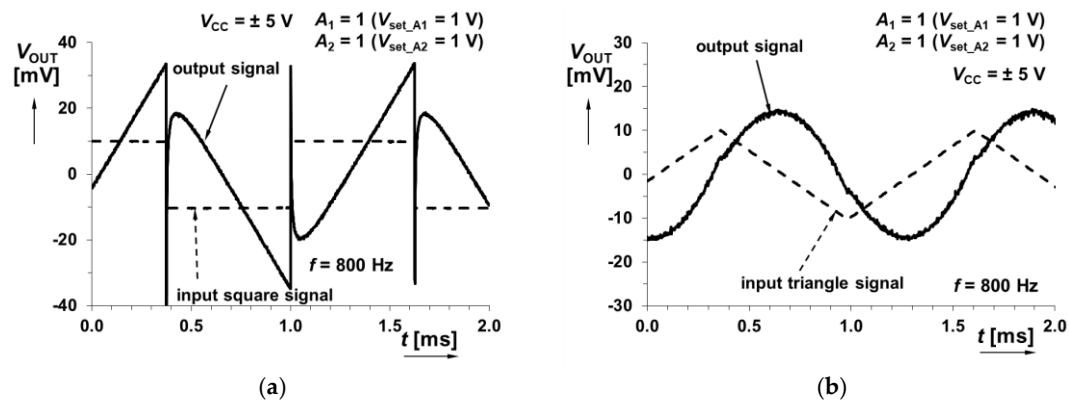 V_CC = ± 5 V
A_1 = 1 (V_set_A1 = 1 V)
A_2 = 1 (V_set_A2 = 1 V)
V_OUT
[mV]
output signal
input square signal
f = 800 Hz
40
20
0
-20
-40
0.0
0.5
1.0
1.5
2.0
t [ms]
(a)
A_1 = 1 (V_set_A1 = 1 V)
A_2 = 1 (V_set_A2 = 1 V)
V_CC = ± 5 V
V_OUT
[mV]
output signal
input triangle signal
f = 800 Hz
30
20
10
0
-10
-20
-30
0.0
0.5
1.0
1.5
2.0
t [ms]
(b)